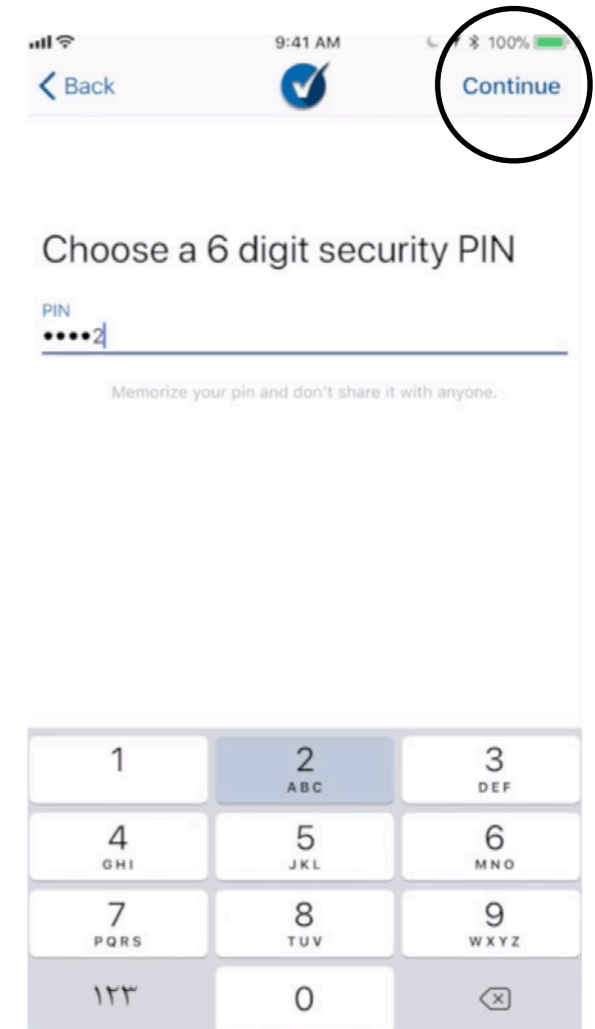 9:41 AM 100%
Back Continue
Choose a 6 digit security PIN
PIN
••••2
Memorize your pin and don't share it with anyone.
1 2 3
ABC DEF
4 5 6
GHI JKL MNO
7 8 9
PQRS TUV WXYZ
١٢٣ 0